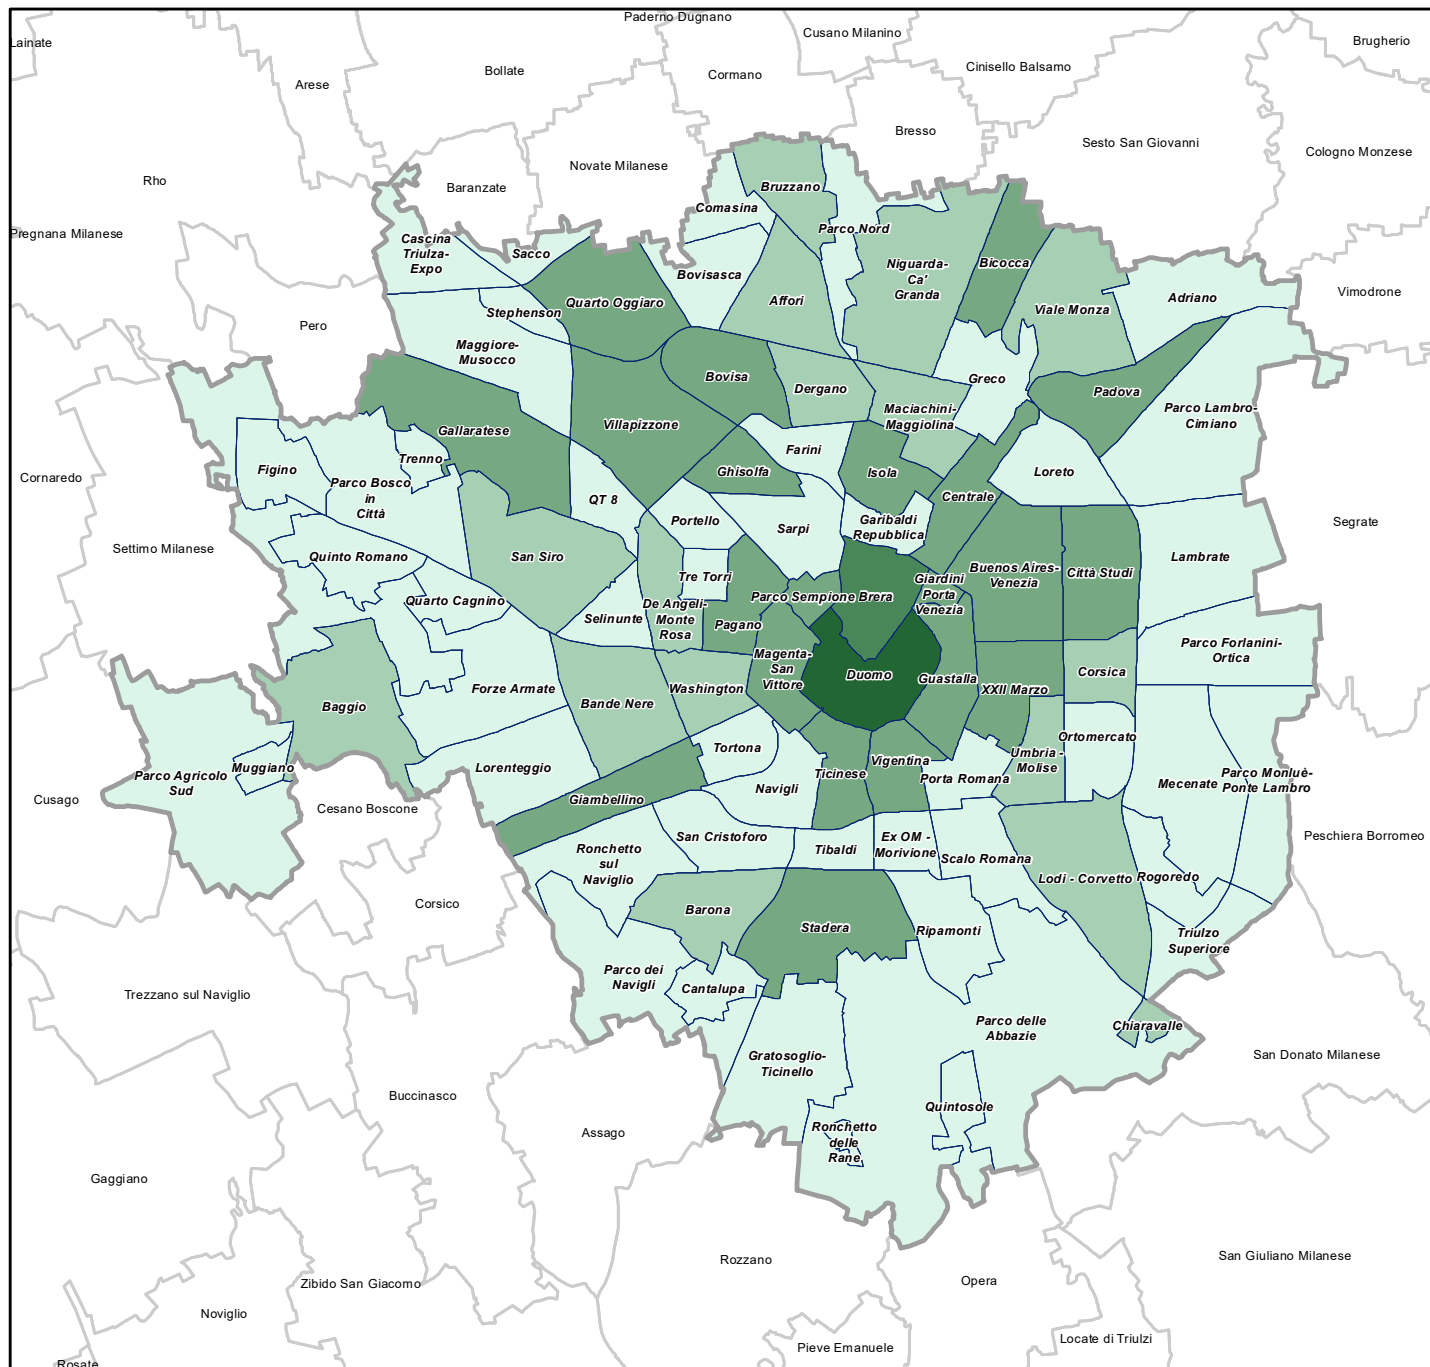 Paderno Dugnano
Lainate
Cusano Milanino
Brugherio
Bollate
Cormano
Cinisello Balsamo
Arese
Bresso
Sesto San Giovanni
Cologno Monzese
Novate Milanese
Rho
Baranzate
Bruzzano
Comasina
Parco Nord
Pregnana Milanese
Cascina
Triulza-
Expo
Sacco
Bovisasca
Niguarda-
Ca'
Granda
Bicocca
Vimodrone
Adriano
Quarto Oggiaro
Affori
Viale Monza
Stephenson
Pero
Maggiore-
Musocco
Segrate
Bovisa
Dergano
Greco
Padova
Maciachini-
Maggiolina
Parco Lambro-
Cimiano
Gallaratese
Villapizzone
Farini
Trenno
Figino
Ghisolfa
Isola
Loreto
Cornaredo
Parco Bosco
in
Città
QT 8
Centrale
Portello
Sarpi
Garibaldi
Repubblica
Settimo Milanese
Quinto Romano
San Siro
Lambrate
Tre Torri
Buenos Aires-
Venezia
Città Studi
Giardini
Porta
Venezia
Parco Sempione
Brera
Quarto Cagnino
De Angeli-
Monte
Rosa
Selinunte
Pagano
Parco Forlanini-
Ortica
Magenta-
San
Vittore
Duomo
Guastalla
XXII Marzo
Corsica
Forze Armate
Washington
Bande Nere
Baggio
Ortomercato
Tortona
Umbria -
Molise
Lorenteggio
Muggiano
Parco Agricolo
Sud
Ticinese
Vigentina
Porta Romana
Mecenate
Parco Monluè-
Ponte Lambro
Navigli
Giambellino
Cusago
Cesano Boscone
Peschiera Borromeo
San Cristoforo
Tibaldi
Ex OM -
Morivione
Scalo Romana
Ronchetto
sul
Naviglio
Lodi - Corvetto
Rogoredo
Corsico
Barona
Stadera
Ripamonti
Triulzo
Superiore
Parco dei
Navigli
Cantalupa
Trezzano sul Naviglio
Parco delle
Abbazie
Chiaravalle
San Donato Milanese
Gratosoglio-
Ticinello
Buccinasco
Quintosole
Assago
Ronchetto
delle
Rane
Gaggiano
Rozzano
San Giuliano Milanese
Opera
Zibido San Giacomo
Noviglio
Locate di Triulzi
Pieve Emanuele
Rosate